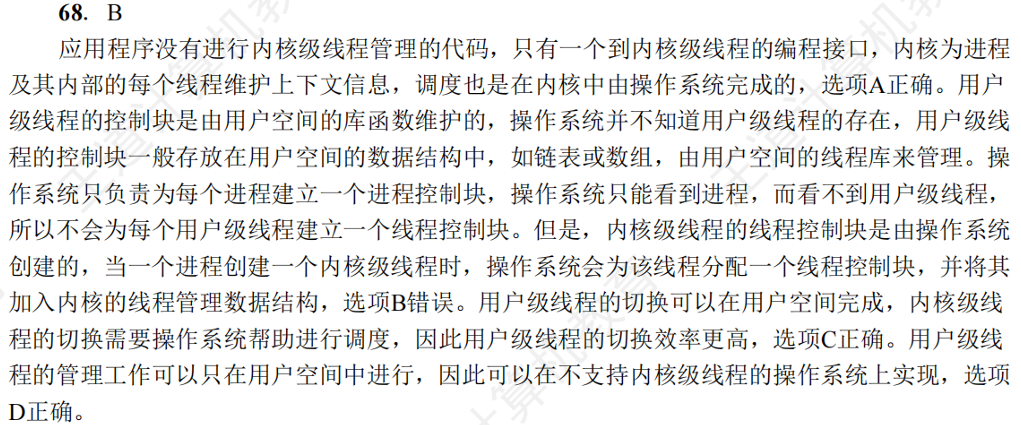 68. B
应用程序没有进行内核级线程管理的代码，只有一个到内核级线程的编程接口，内核为进程
及其内部的每个线程维护上下文信息，调度也是在内核中由操作系统完成的，选项A正确。用户
级线程的控制块是由用户空间的库函数维护的，操作系统并不知道用户级线程的存在，用户级线
程的控制块一般存放在用户空间的数据结构中，如链表或数组，由用户空间的线程库来管理。操
作系统只负责为每个进程建立一个进程控制块，操作系统只能看到进程，而看不到用户级线程，
所以不会为每个用户级线程建立一个线程控制块。但是，内核级线程的线程控制块是由操作系统
创建的，当一个进程创建一个内核级线程时，操作系统会为该线程分配一个线程控制块，并将其
加入内核的线程管理数据结构，选项B错误。用户级线程的切换可以在用户空间完成，内核级线
程的切换需要操作系统帮助进行调度，因此用户级线程的切换效率更高，选项C正确。用户级线
程的管理工作可以只在用户空间中进行，因此可以在不支持内核级线程的操作系统上实现，选项
D正确。
王道计算机教
王道计算机教
计算机教育